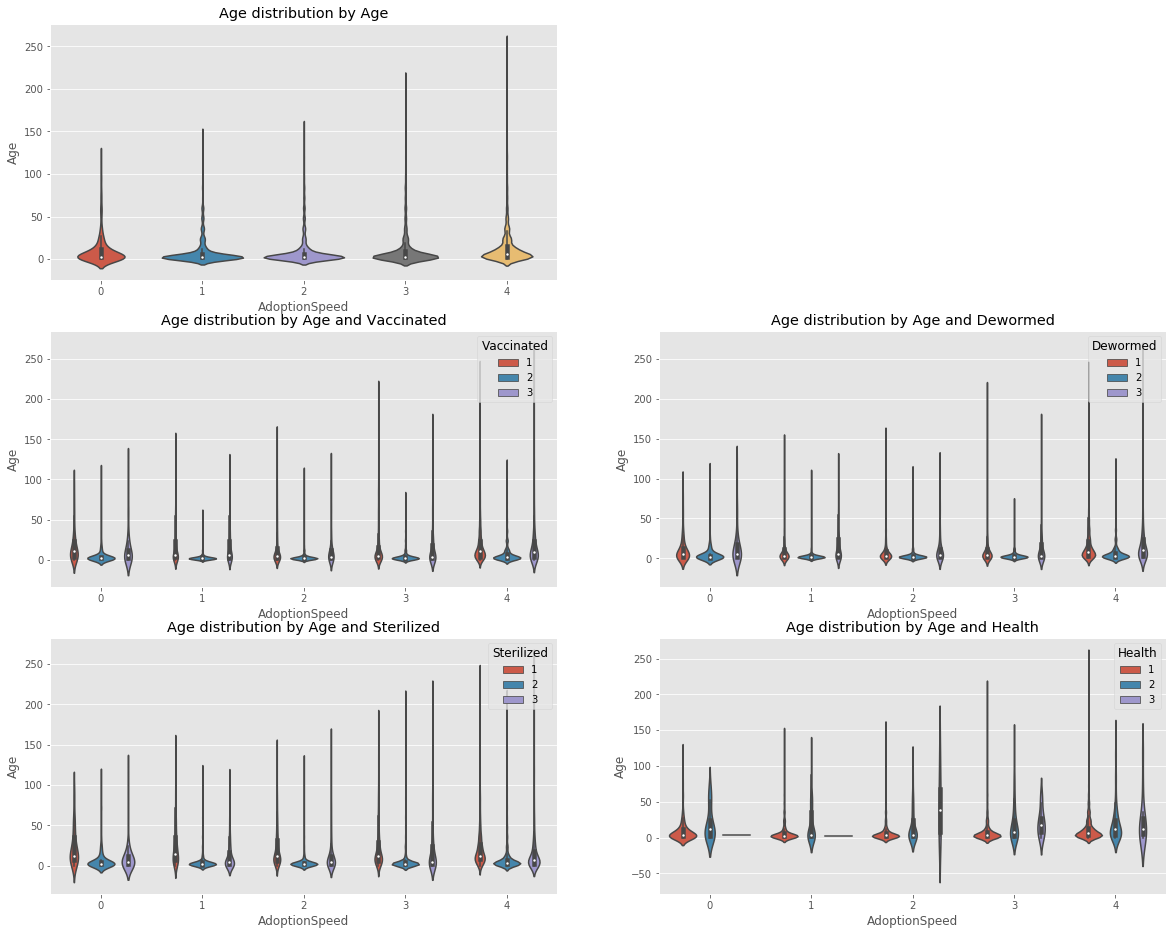 Age distribution by Age
Age
250
200
150
100
50
0
0 1 2 3 4
AdoptionSpeed
Age distribution by Age and Vaccinated
Age
250
200
150
100
50
0
Vaccinated
1
2
3
0 1 2 3 4
AdoptionSpeed
Age distribution by Age and Dewormed
Age
250
200
150
100
50
0
Dewormed
1
2
3
0 1 2 3 4
AdoptionSpeed
Age distribution by Age and Sterilized
Age
250
200
150
100
50
0
Sterilized
1
2
3
0 1 2 3 4
AdoptionSpeed
Age distribution by Age and Health
Age
250
200
150
100
50
0
−50
Health
1
2
3
0 1 2 3 4
AdoptionSpeed